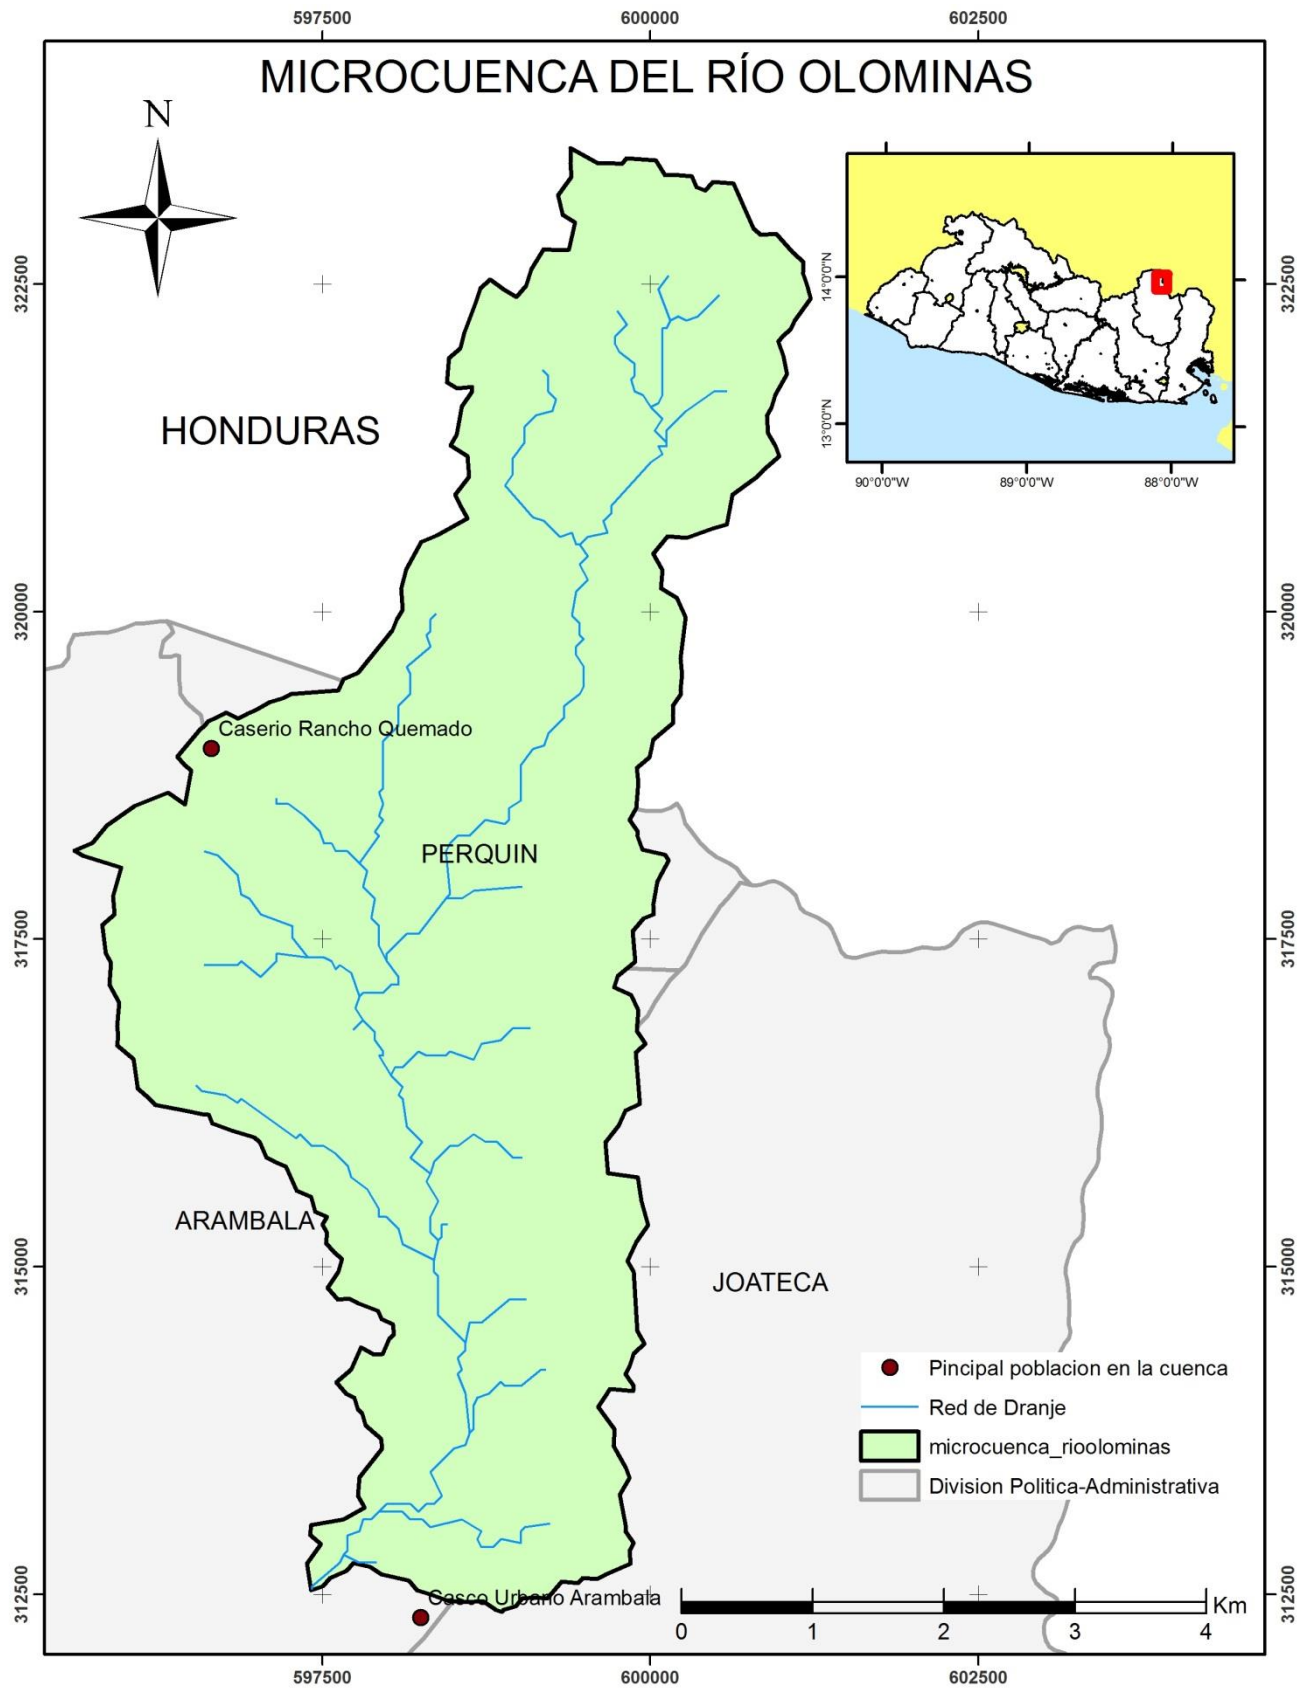 597500 600000 602500
MICROCUENCA DEL RÍO OLOMINAS
N
14°0'0"N
13°0'0"N
90°0'0"W 89°0'0"W 88°0'0"W
322500 322500
HONDURAS
320000 320000
Caserio Rancho Quemado
PERQUIN
317500 317500
ARAMBALA
315000 315000
JOATECA
Pincipal poblacion en la cuenca
Red de Dranje
microcuenca_rioolominas
Division Politica-Administrativa
312500 312500
Casco Urbano Arambala
Km
0 1 2 3 4
597500 600000 602500